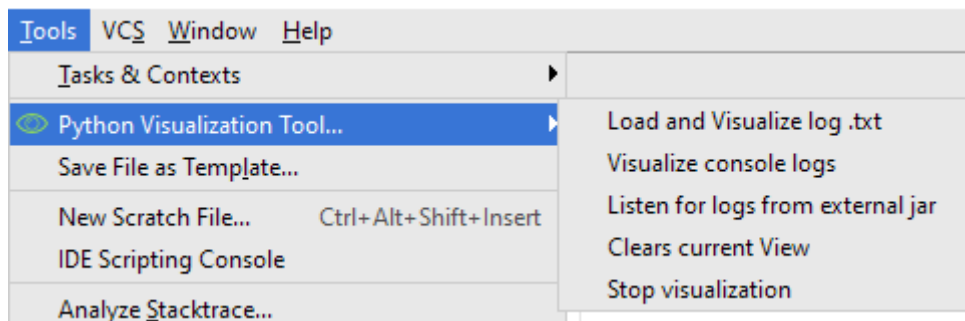 Tools VCS Window Help
Tasks & Contexts
Python Visualization Tool...
Save File as Template...
New Scratch File... Ctrl+Alt+Shift+Insert
IDE Scripting Console
Analyze Stacktrace...
Load and Visualize log .txt
Visualize console logs
Listen for logs from external jar
Clears current View
Stop visualization